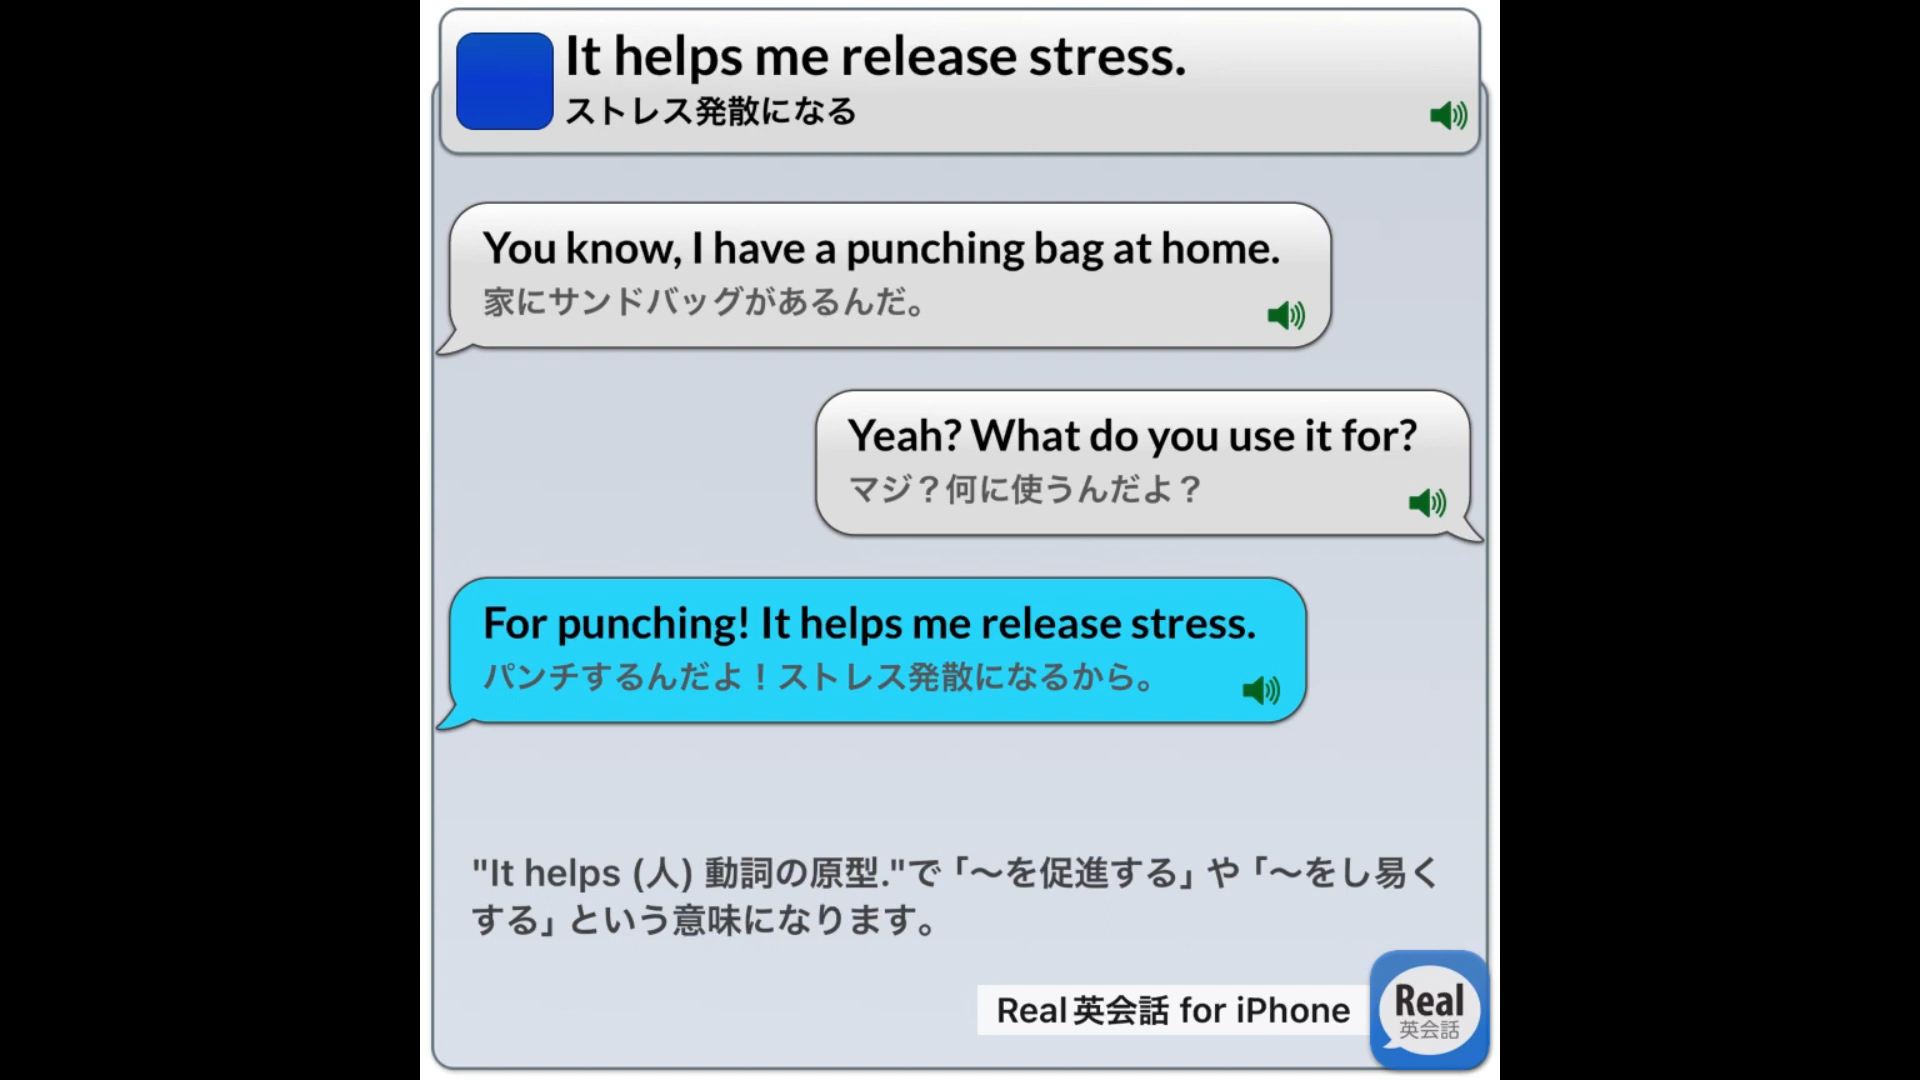 It helps me release stress.
ストレス発散になる
You know, I have a punching bag at home.
家にサンドバッグがあるんだ。
Yeah? What do you use it for?
マジ？何に使うんだよ？
For punching! It helps me release stress.
パンチするんだよ！ストレス発散になるから。
"It helps (人) 動詞の原型."で「〜を促進する」や「〜をし易く
する」という意味になります。
Real英会話 for iPhone
Real
英会話